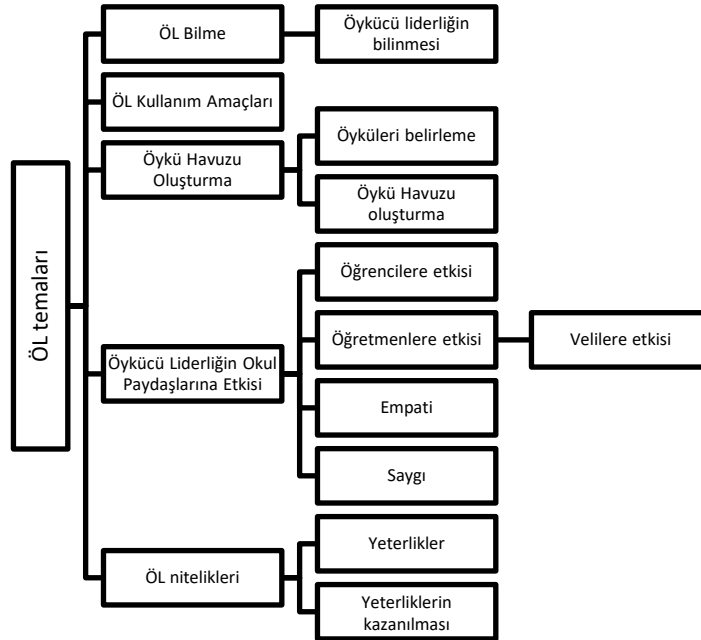 ÖL temaları
ÖL Bilme
Öykücü liderliğin
bilinmesi
ÖL Kullanım Amaçları
Öykü Havuzu
Oluşturma
Öyküleri belirleme
Öykü Havuzu
oluşturma
Öykücü Liderliğin Okul
Paydaşlarına Etkisi
Öğrencilere etkisi
Öğretmenlere etkisi
Velilere etkisi
Empati
Saygı
ÖL nitelikleri
Yeterlikler
Yeterliklerin
kazanılması